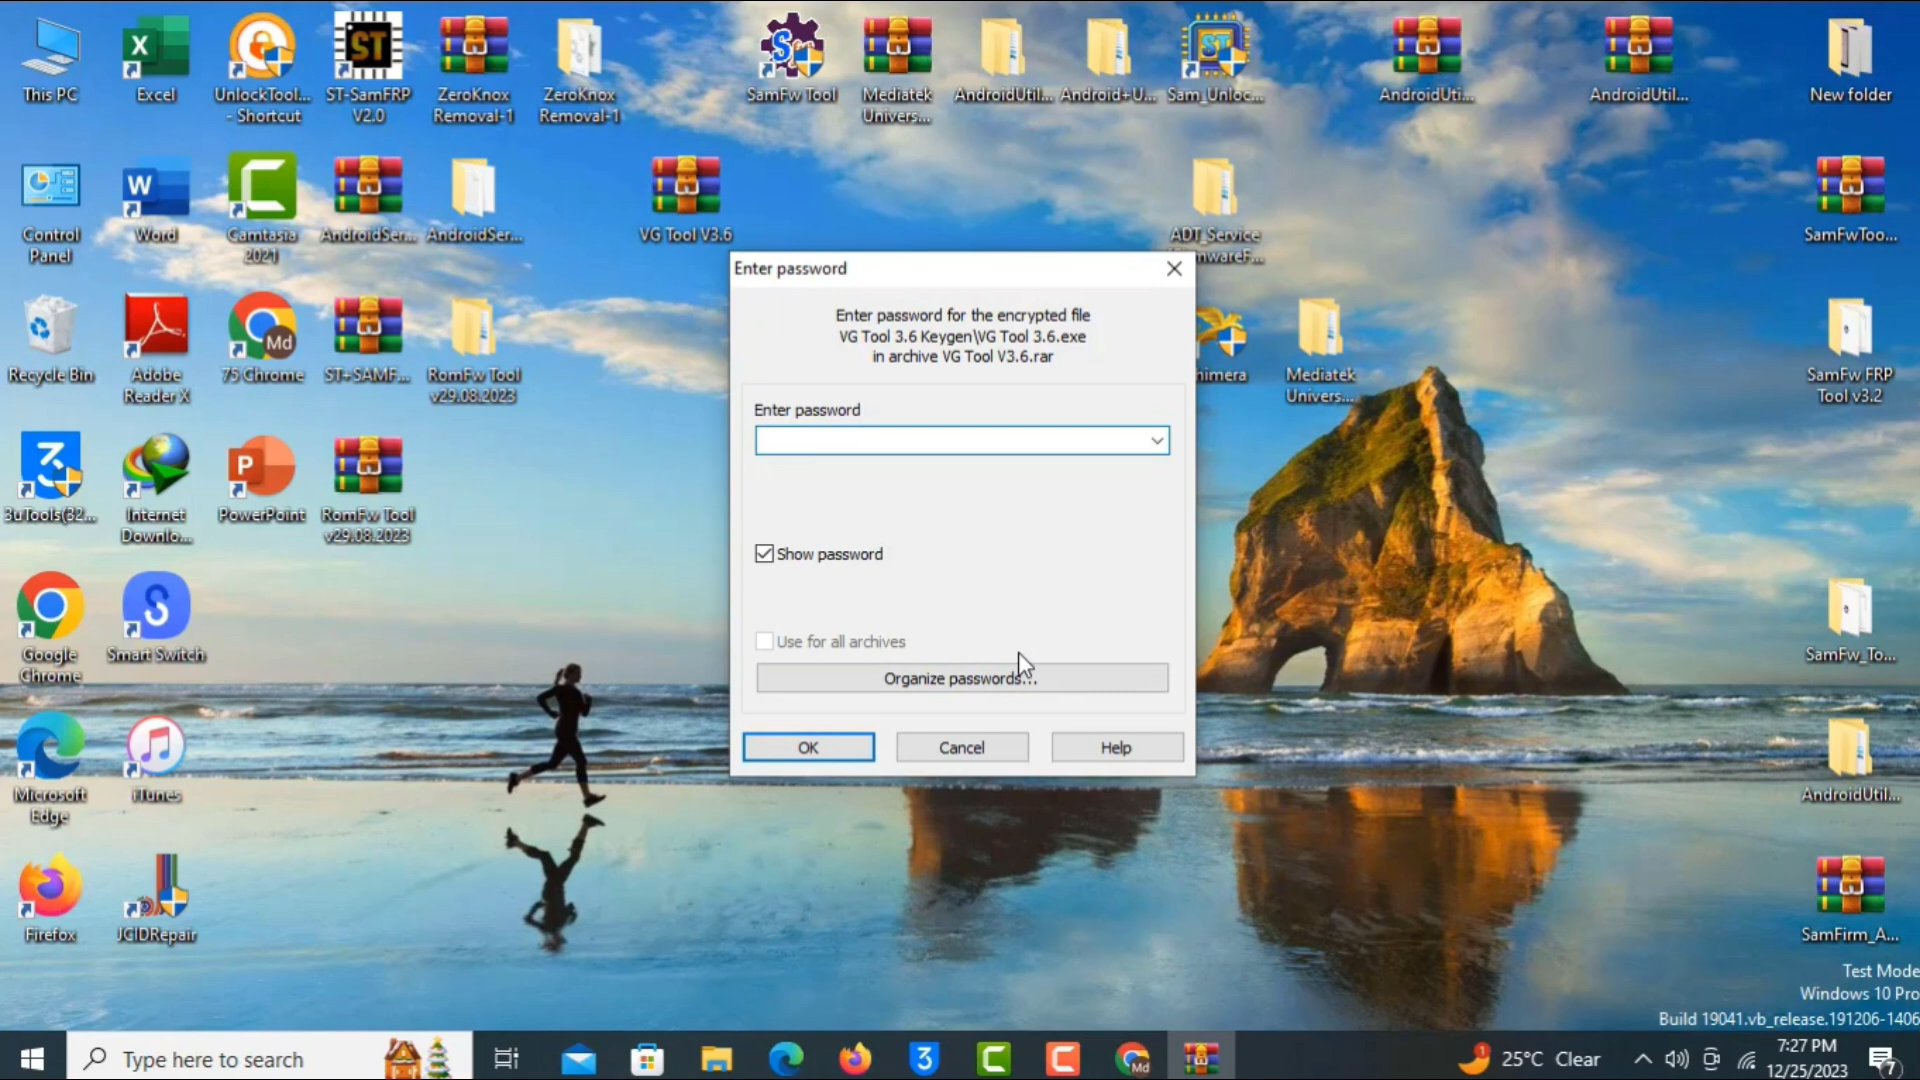 This PC
Excel
UnlockTool...
- Shortcut
ST-SamFRP
V2.0
ZeroKnox
Removal-1
ZeroKnox
Removal-1
SamFw Tool
Mediatek
Univers...
AndroidUtil...
Android+U...
Sam_Unloc...
AndroidUti...
AndroidUtil...
New folder
Control
Panel
Word
Camtasia
2021
AndroidSer...
AndroidSer...
VG Tool V3.6
ADT_Service
mwareF...
SamFwToo...
Recycle Bin
Adobe
Reader X
75 Chrome
Md
ST+SAMF...
RomFw Tool
v29.08.2023
himera
Mediatek
Univers...
SamFw FRP
Tool v3.2
3uTools(32...
Internet
Downlo...
PowerPoint
RomFw Tool
v29.08.2023
Google
Chrome
Smart Switch
SamFw_To...
Microsoft
Edge
iTunes
AndroidUtil...
Firefox
JCIDRepair
SamFirm_A...
Enter password
Enter password for the encrypted file
VG Tool 3.6 Keygen\VG Tool 3.6.exe
in archive VG Tool V3.6.rar
Enter password
Show password
Use for all archives
Organize passwords...
OK
Cancel
Help
Test Mode
Windows 10 Pro
Build 19041.vb_release.191206-1406
Type here to search
25°C Clear
7:27 PM
12/25/2023
7